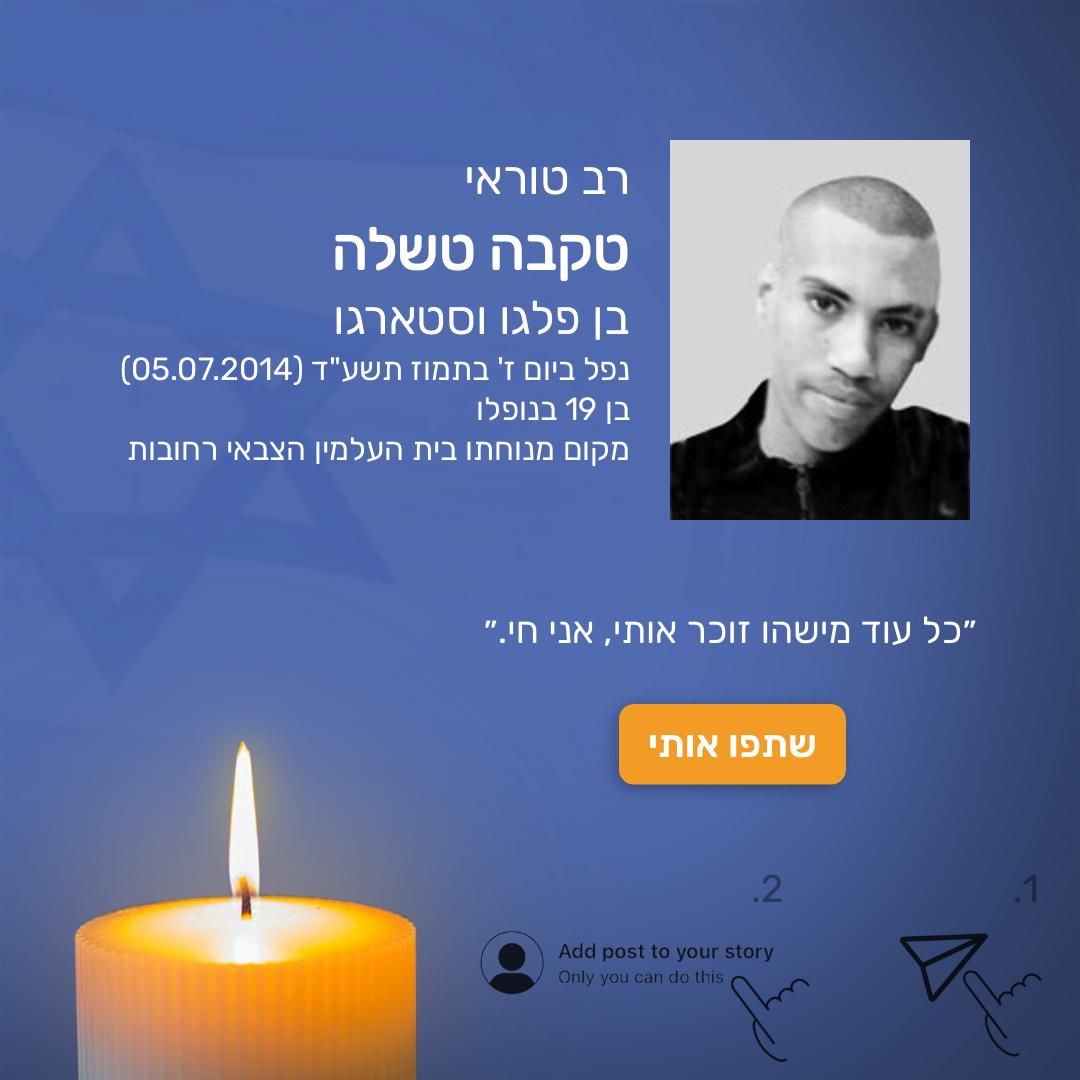 רב טוראי
טקבה טשלה
בן פלגו וסטארגו
נפל ביום ז' בתמוז תשע"ד (05.07.2014)
בן 19 בנופלו
מקום מנוחתו בית העלמין הצבאי רחובות
״כל עוד מישהו זוכר אותי, אני חי.״
שתפו אותי
1.
2.
Add post to your story
Only you can do this